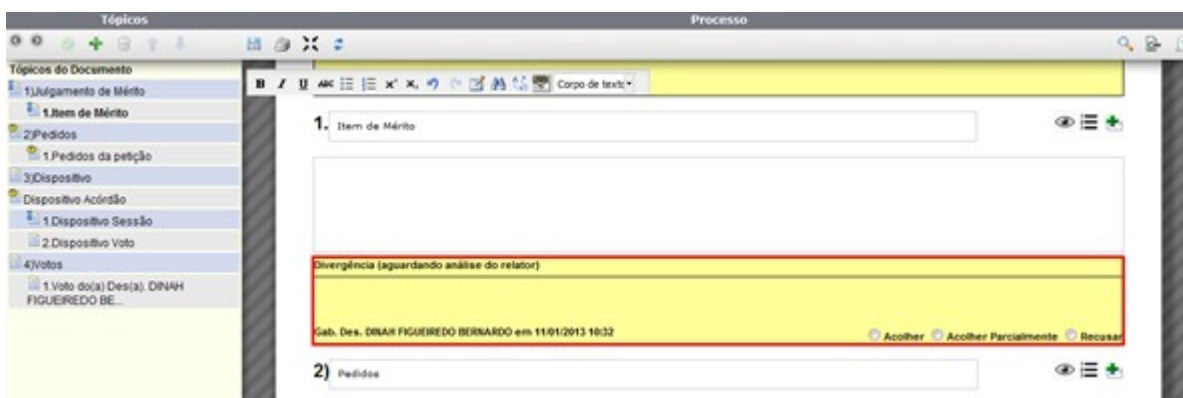 Tópicos
Processo
Tópicos do Documento
B I U ABC x² x₂ Corpo de texto
1)Julgamento de Mérito
1.Item de Mérito
2)Pedidos
1.Pedidos da petição
3)Dispositivo
Dispositivo Acórdão
1.Dispositivo Sessão
2.Dispositivo Voto
4)Votos
1.Voto do(a) Des(a). DINAH
FIGUEIREDO BE...
1. Item de Mérito
Divergência (aguardando análise do relator)
Gab. Des. DINAH FIGUEIREDO BERNARDO em 11/01/2013 10:32
Acolher Acolher Parcialmente Recusar
2) Pedidos